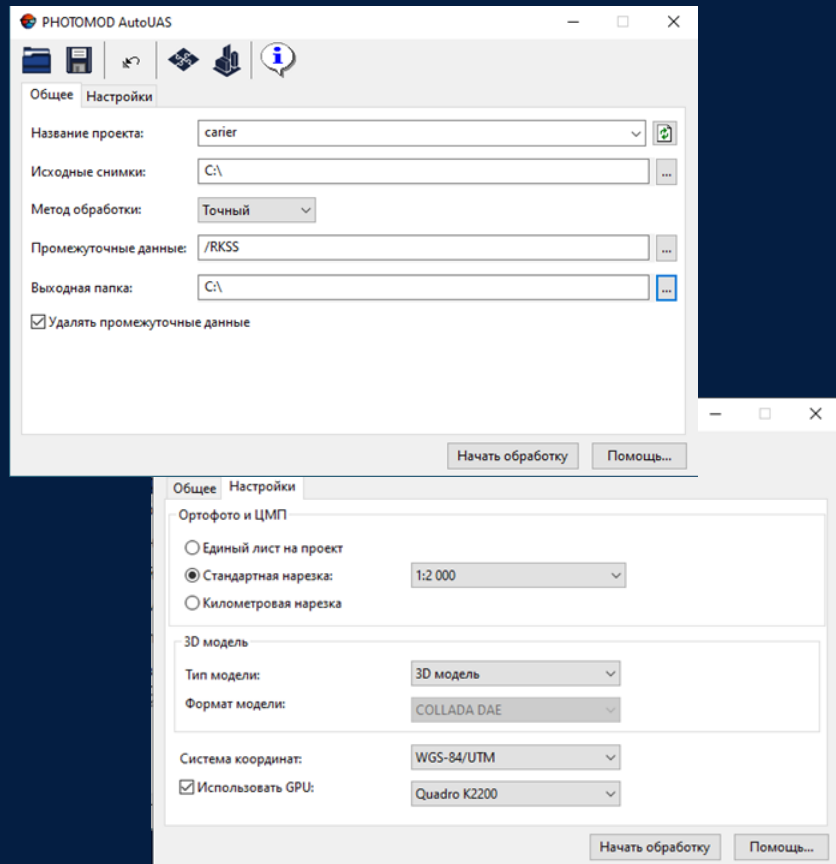 PHOTOMOD AutoUAS
Общее Настройки
Название проекта: carier
Исходные снимки: C:\ ...
Метод обработки: Точный
Промежуточные данные: /RKSS ...
Выходная папка: C:\ ...
Удалять промежуточные данные
Начать обработку Помощь...
Общее Настройки
Ортофото и ЦМП
Единый лист на проект
Стандартная нарезка: 1:2 000
Километровая нарезка
3D модель
Тип модели: 3D модель
Формат модели: COLLADA DAE
Система координат: WGS-84/UTM
Использовать GPU: Quadro K2200
Начать обработку Помощь...